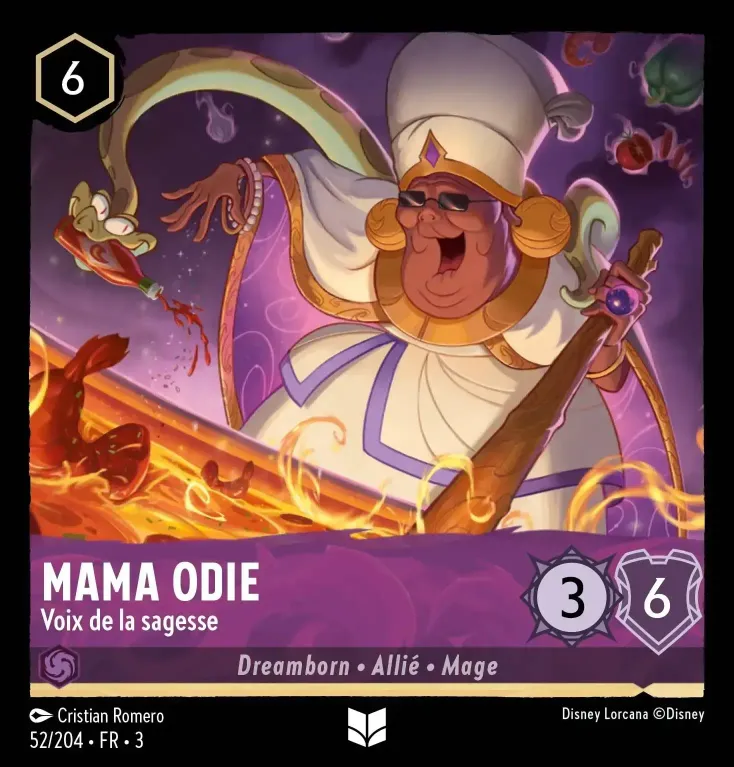 6
MAMA ODIE
Voix de la sagesse
3
6
Dreamborn • Allié • Mage
Cristian Romero
Disney Lorcana ©Disney
52/204 • FR • 3